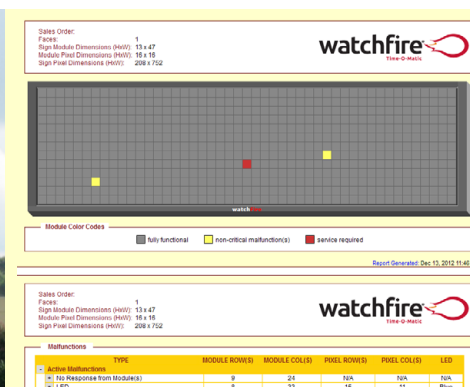 Sales Order:
Faces: 1
Sign Module Dimensions (HxW): 13 x 47
Module Pixel Dimensions (HxW): 16 x 16
Sign Pixel Dimensions (HxW): 208 x 752
watchfire
Time-O-Matic
watchfire
Module Color Codes
fully functional
non-critical malfunction(s)
service required
Report Generated: Dec 13, 2012 11:46
Sales Order:
Faces: 1
Sign Module Dimensions (HxW): 13 x 47
Module Pixel Dimensions (HxW): 16 x 16
Sign Pixel Dimensions (HxW): 208 x 752
watchfire
Time-O-Matic
Malfunctions
TYPE MODULE ROW(S) MODULE COL(S) PIXEL ROW(S) PIXEL COL(S) LED
- Active Malfunctions
No Response from Module(s) 9 24 N/A N/A N/A